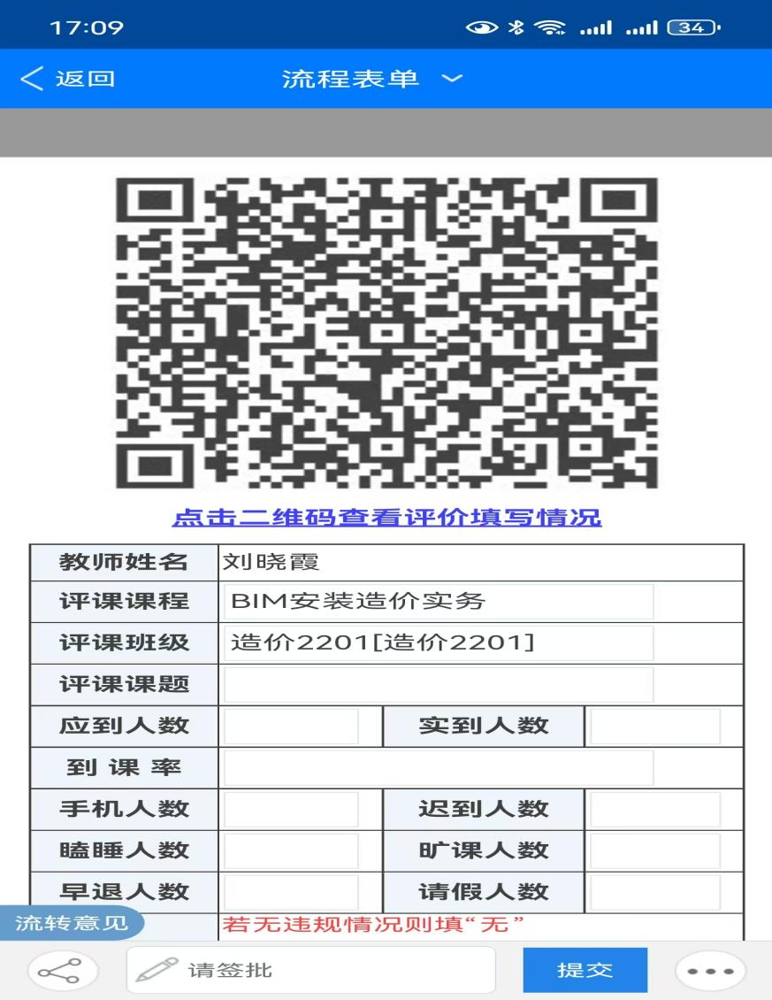 17:09 34
返回 流程表单
点击二维码查看评价填写情况
教师姓名 刘晓霞
评课课程 BIM安装造价实务
评课班级 造价2201[造价2201]
评课课题
应到人数 实到人数
到课率
手机人数 迟到人数
瞌睡人数 旷课人数
早退人数 请假人数
流转意见 若无违规情况则填“无”
请签批 提交